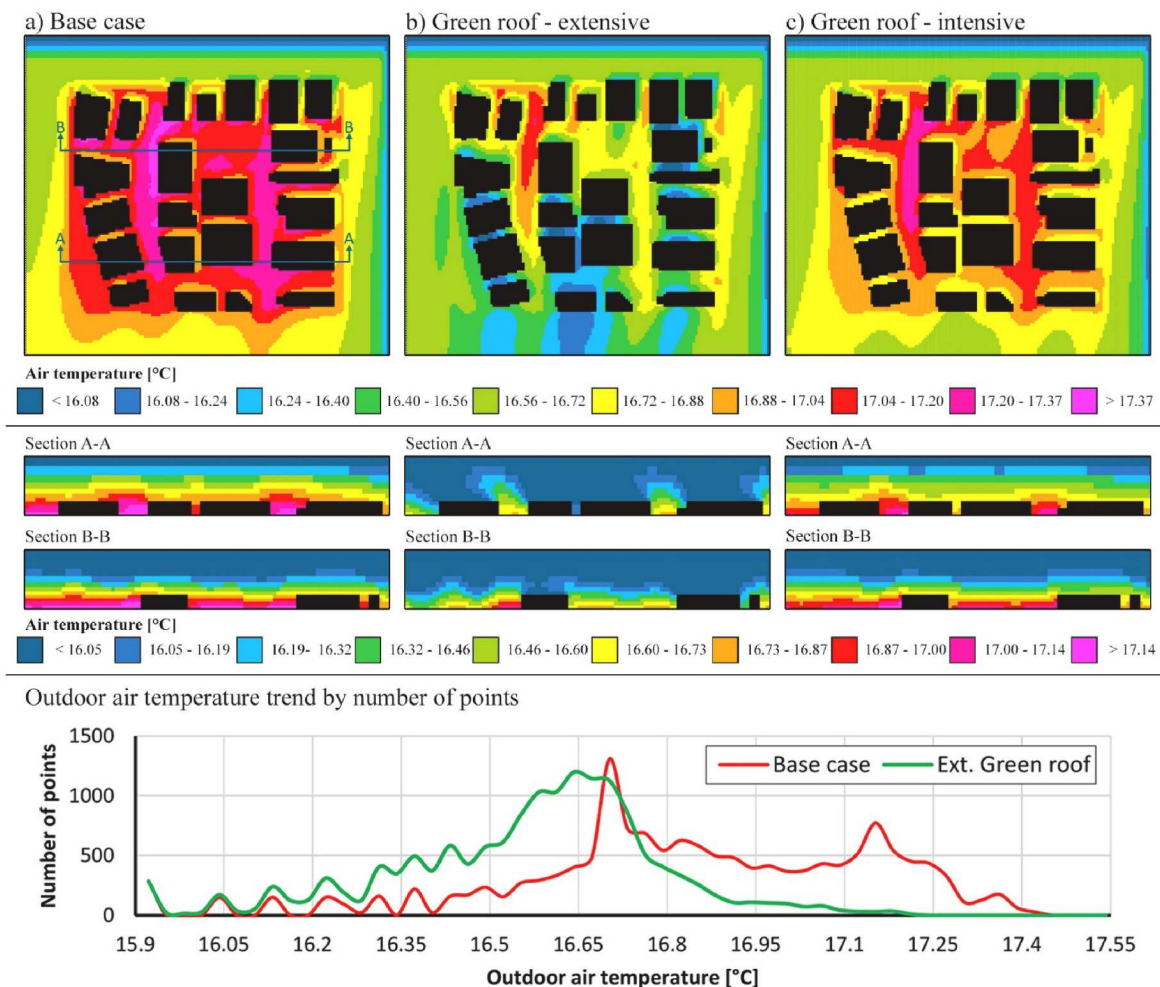 a) Base case b) Green roof - extensive c) Green roof - intensive
B B
A A
Air temperature [°C]
< 16.08 16.08 - 16.24 16.24 - 16.40 16.40 - 16.56 16.56 - 16.72 16.72 - 16.88 16.88 - 17.04 17.04 - 17.20 17.20 - 17.37 > 17.37
Section A-A Section A-A Section A-A
Section B-B Section B-B Section B-B
Air temperature [°C]
< 16.05 16.05 - 16.19 16.19- 16.32 16.32 - 16.46 16.46 - 16.60 16.60 - 16.73 16.73 - 16.87 16.87 - 17.00 17.00 - 17.14 > 17.14
Outdoor air temperature trend by number of points
Number of points
1500
1000
500
0
Base case Ext. Green roof
15.9 16.05 16.2 16.35 16.5 16.65 16.8 16.95 17.1 17.25 17.4 17.55
Outdoor air temperature [°C]